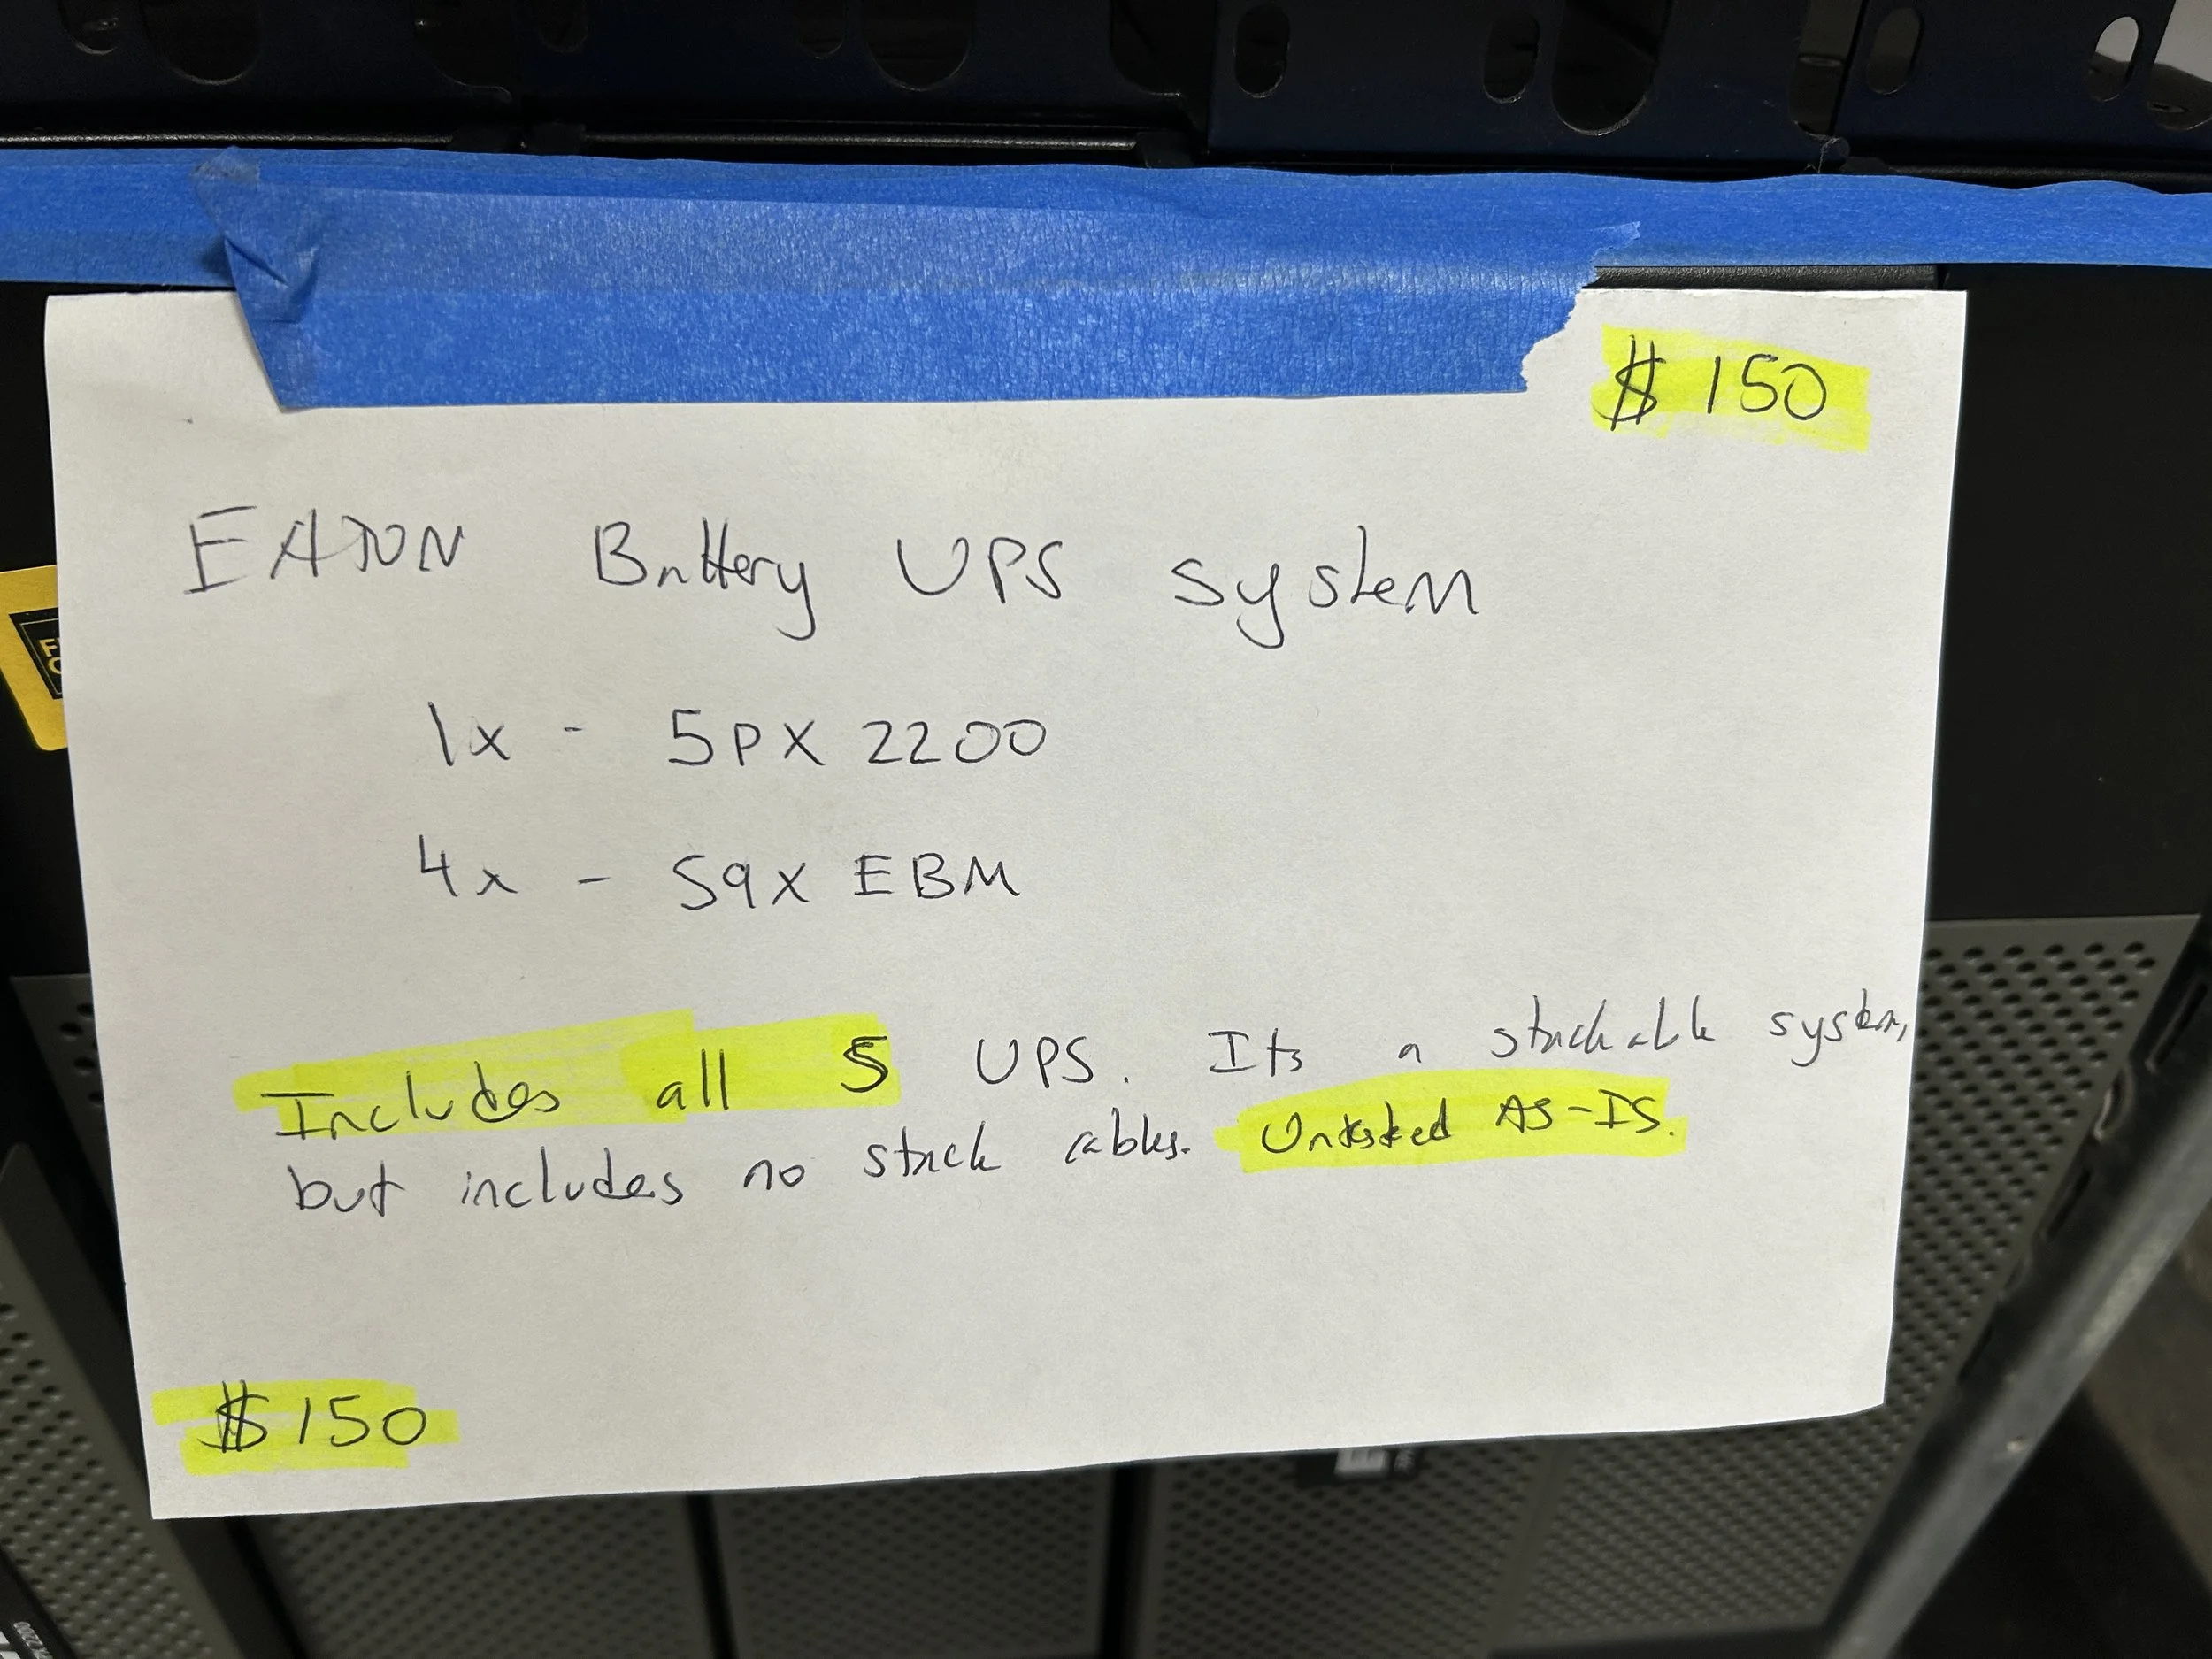 $150
EATON Battery UPS system
1x - 5PX 2200
4x - 59X EBM
Includes all 5 UPS. Its a stackable system,
but includes no stack cables. Untested AS-IS.
$150